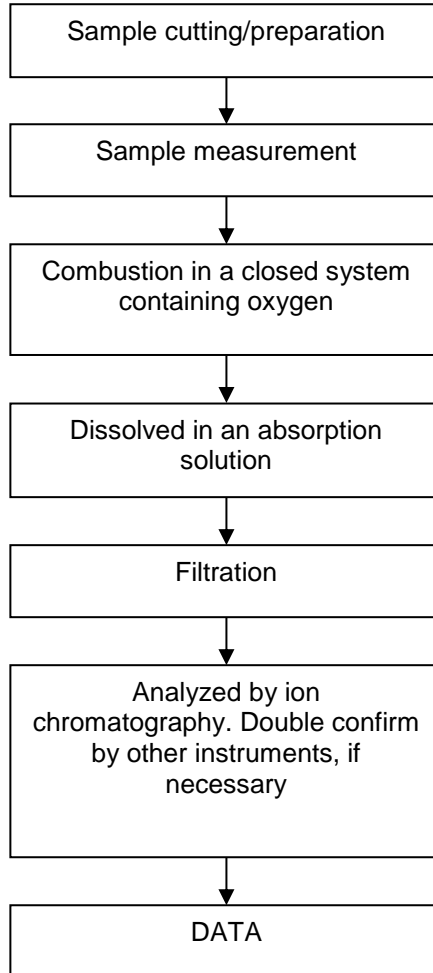 Sample cutting/preparation
Sample measurement
Combustion in a closed system
containing oxygen
Dissolved in an absorption
solution
Filtration
Analyzed by ion
chromatography. Double confirm
by other instruments, if
necessary
DATA